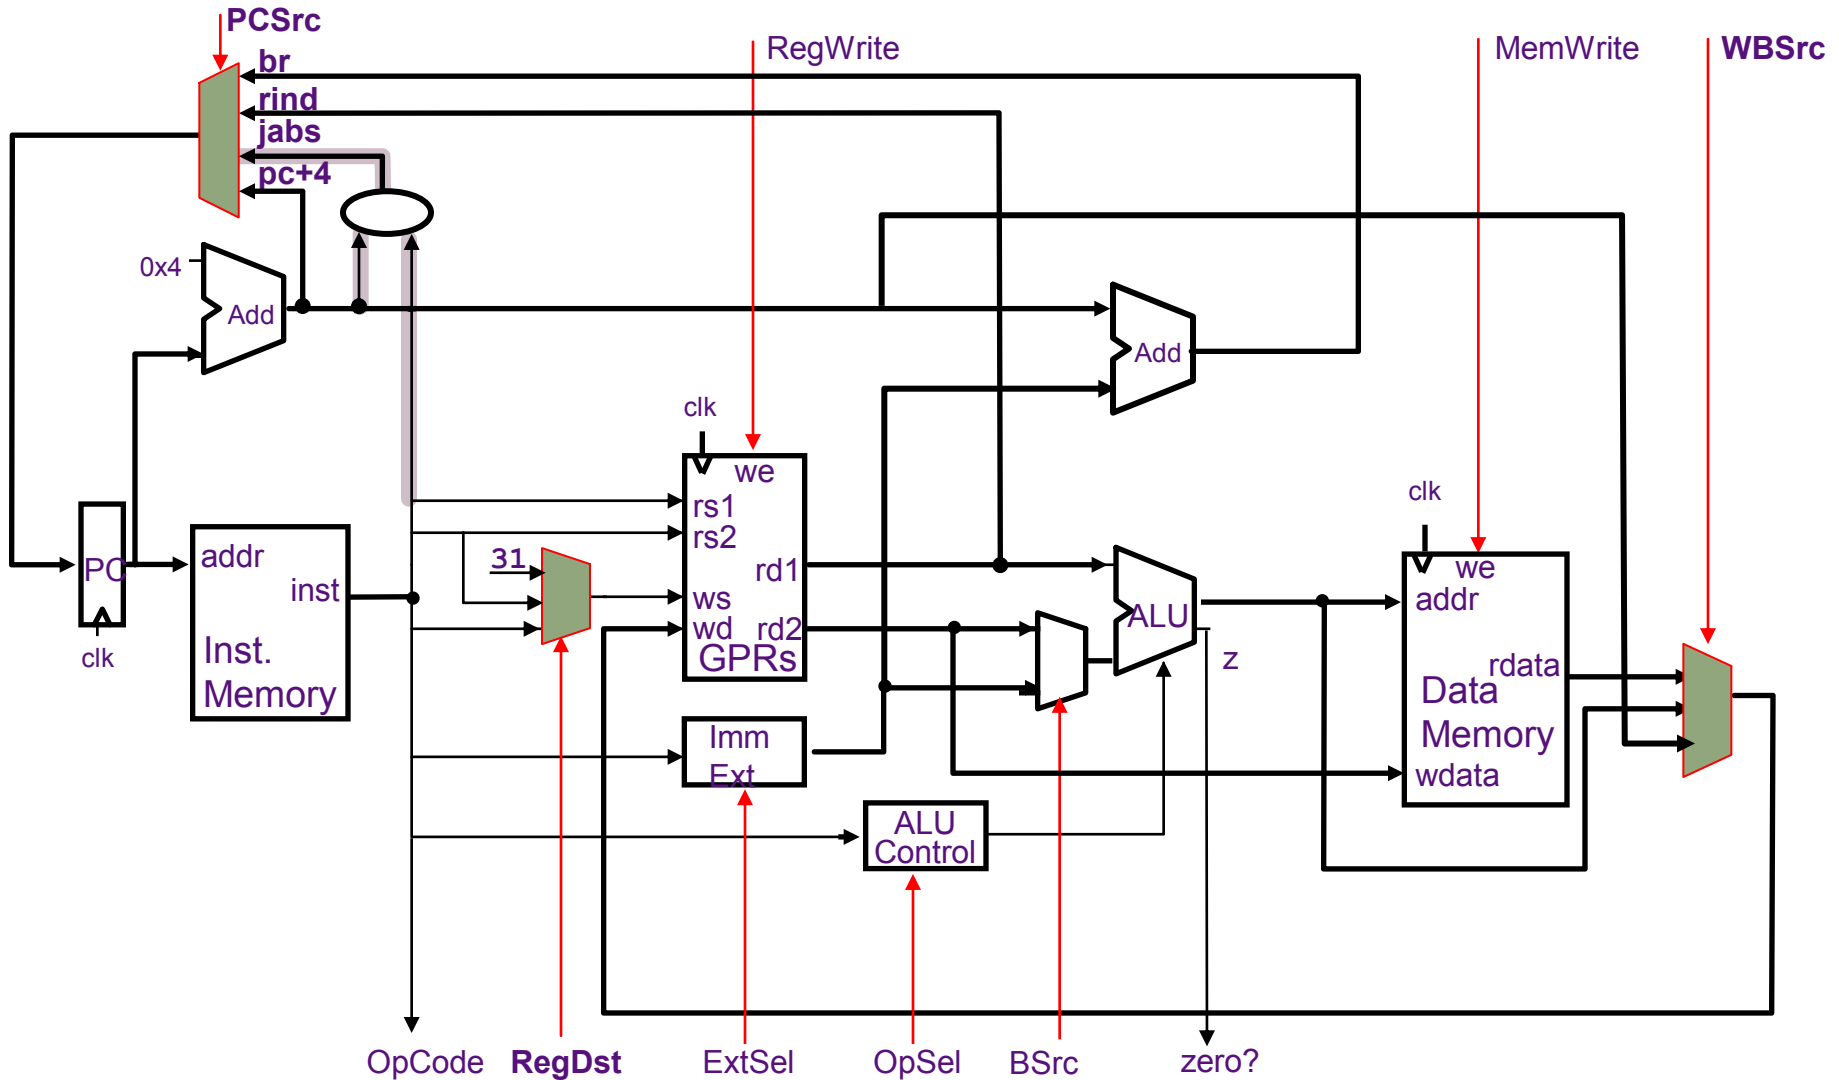 PCSrc
RegWrite
MemWrite
WBSrc
br
rind
jabs
pc+4
0x4
Add
Add
clk
we
rs1
rs2
rd1
ws
wd
rd2
GPRs
31
PC
clk
addr
inst
Inst.
Memory
ALU
z
clk
we
addr
rdata
Data
Memory
wdata
Imm
Ext
ALU
Control
OpCode
RegDst
ExtSel
OpSel
BSrc
zero?